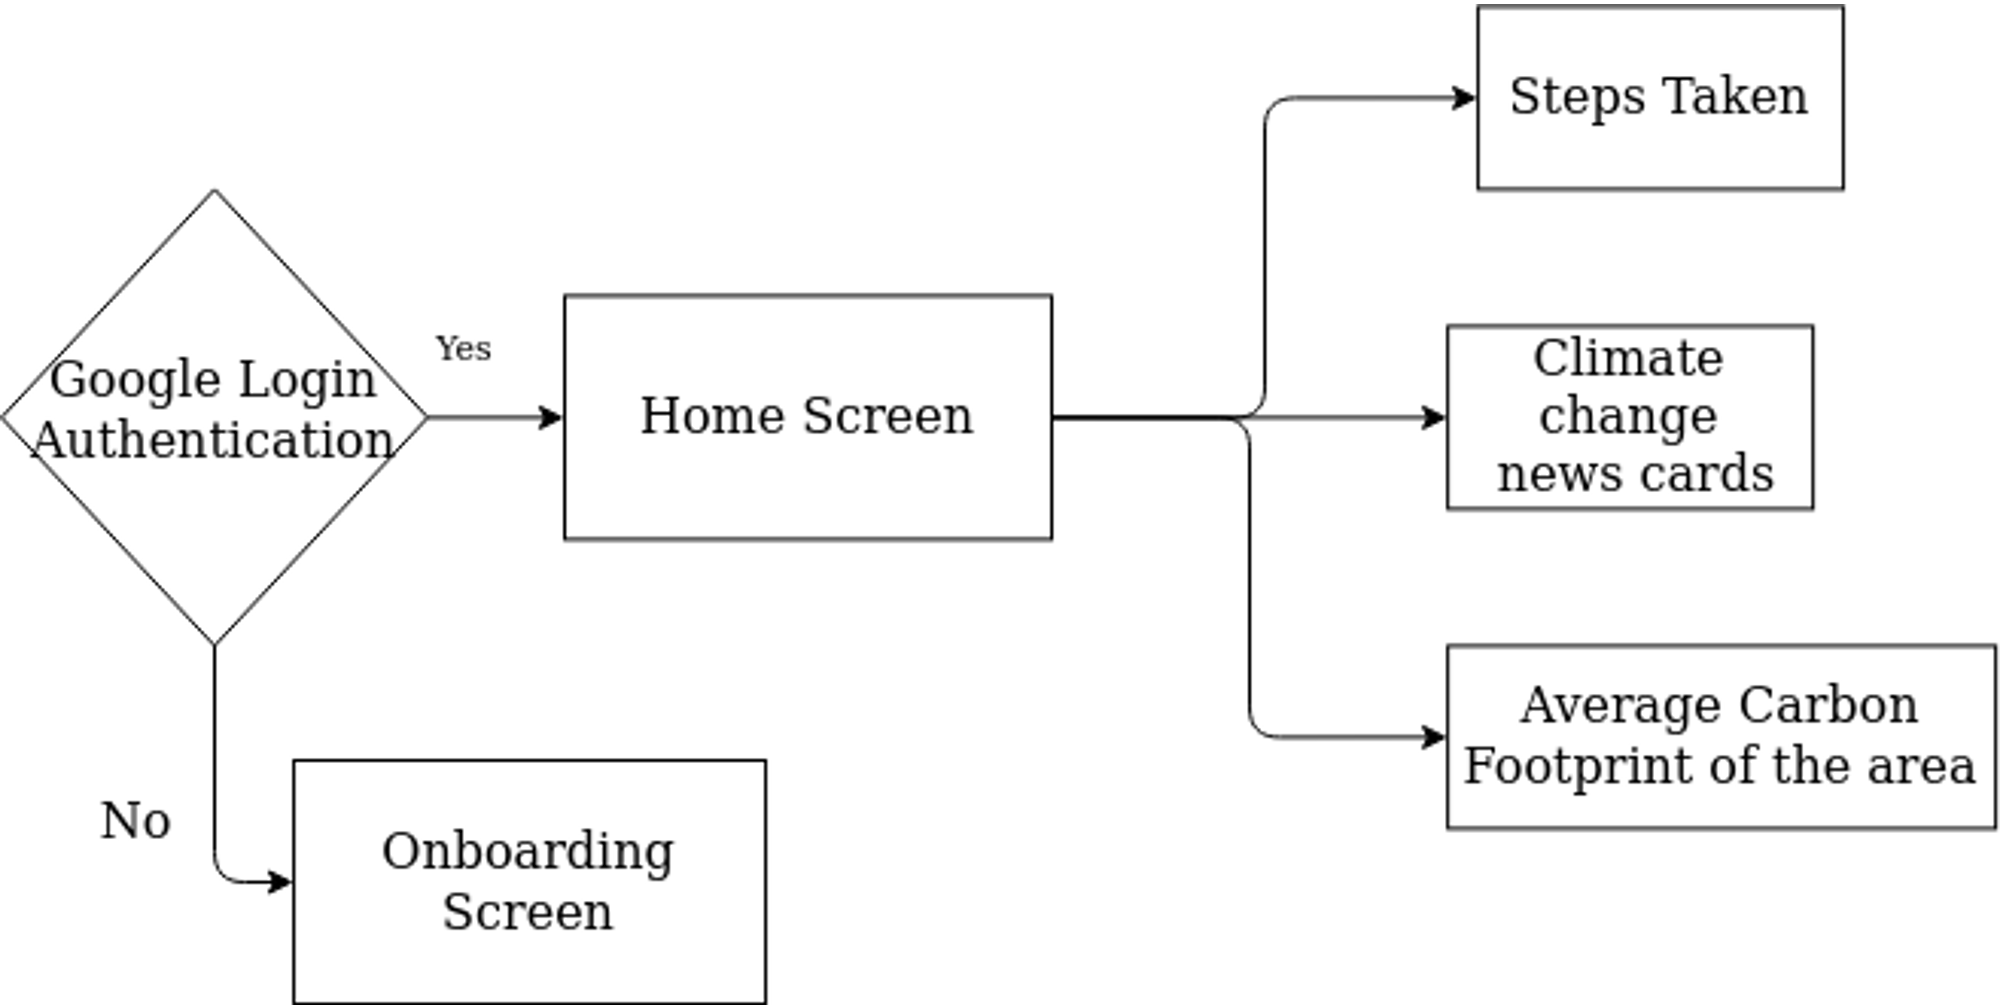 Google Login
Authentication
Yes
Home Screen
Steps Taken
Climate
change
news cards
Average Carbon
Footprint of the area
No
Onboarding
Screen